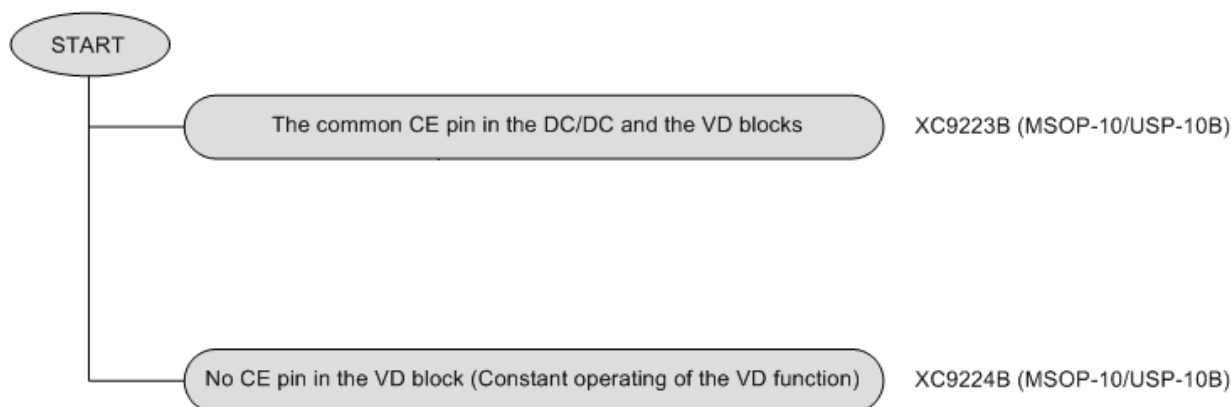 START
The common CE pin in the DC/DC and the VD blocks
XC9223B (MSOP-10/USP-10B)
No CE pin in the VD block (Constant operating of the VD function)
XC9224B (MSOP-10/USP-10B)